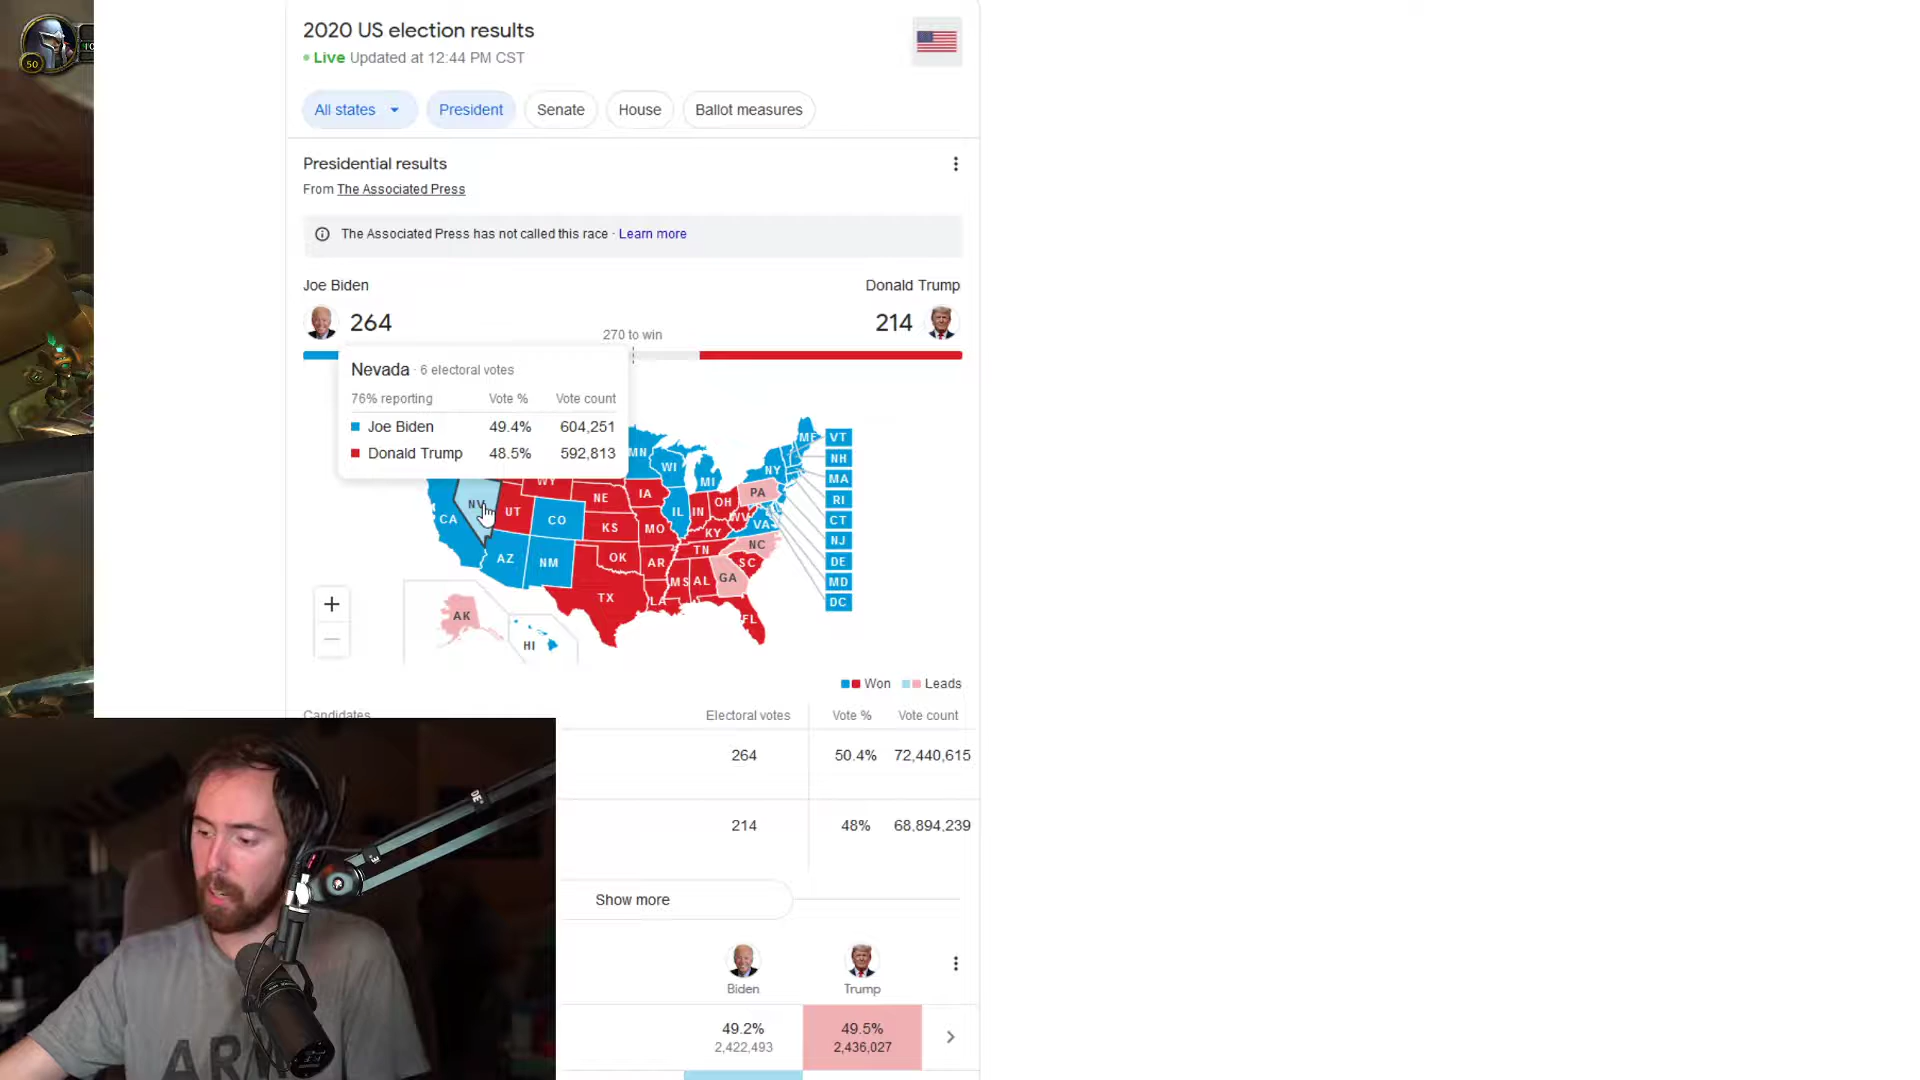 2020 US election results
Live Updated at 12:44 PM CST
50
All states President Senate House Ballot measures
Presidential results
From The Associated Press
The Associated Press has not called this race · Learn more
Joe Biden Donald Trump
264 214
270 to win
Nevada · 6 electoral votes
76% reporting Vote % Vote count
Joe Biden 49.4% 604,251
Donald Trump 48.5% 592,813
ME VT
MN NH
WI NY
MI MA
WY PA
NE IA RI
NV OH
UT IL IN CT
CA CO WV VA
KS MO KY NJ
NC
TN
AZ NM OK AR SC DE
MS AL GA MD
TX LA DC
FL
AK
HI
+
−
Won Leads
Candidates Electoral votes Vote % Vote count
264 50.4% 72,440,615
214 48% 68,894,239
Show more
Biden Trump
49.2% 49.5%
2,422,493 2,436,027